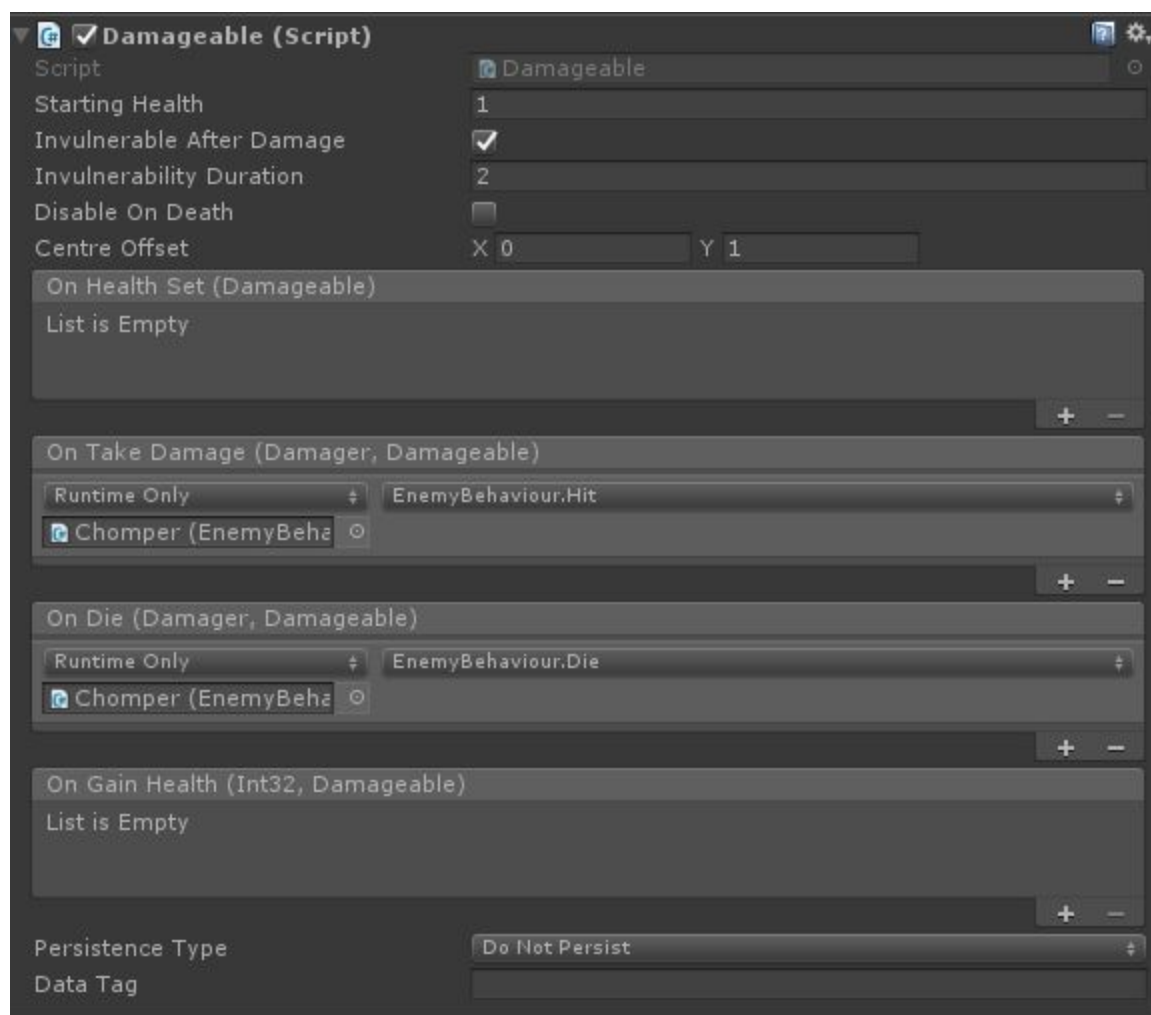 Damageable (Script)
Script Damageable
Starting Health 1
Invulnerable After Damage
Invulnerability Duration 2
Disable On Death
Centre Offset X 0 Y 1
On Health Set (Damageable)
List is Empty
+ −
On Take Damage (Damager, Damageable)
Runtime Only EnemyBehaviour.Hit
Chomper (EnemyBeha
+ −
On Die (Damager, Damageable)
Runtime Only EnemyBehaviour.Die
Chomper (EnemyBeha
+ −
On Gain Health (Int32, Damageable)
List is Empty
+ −
Persistence Type Do Not Persist
Data Tag